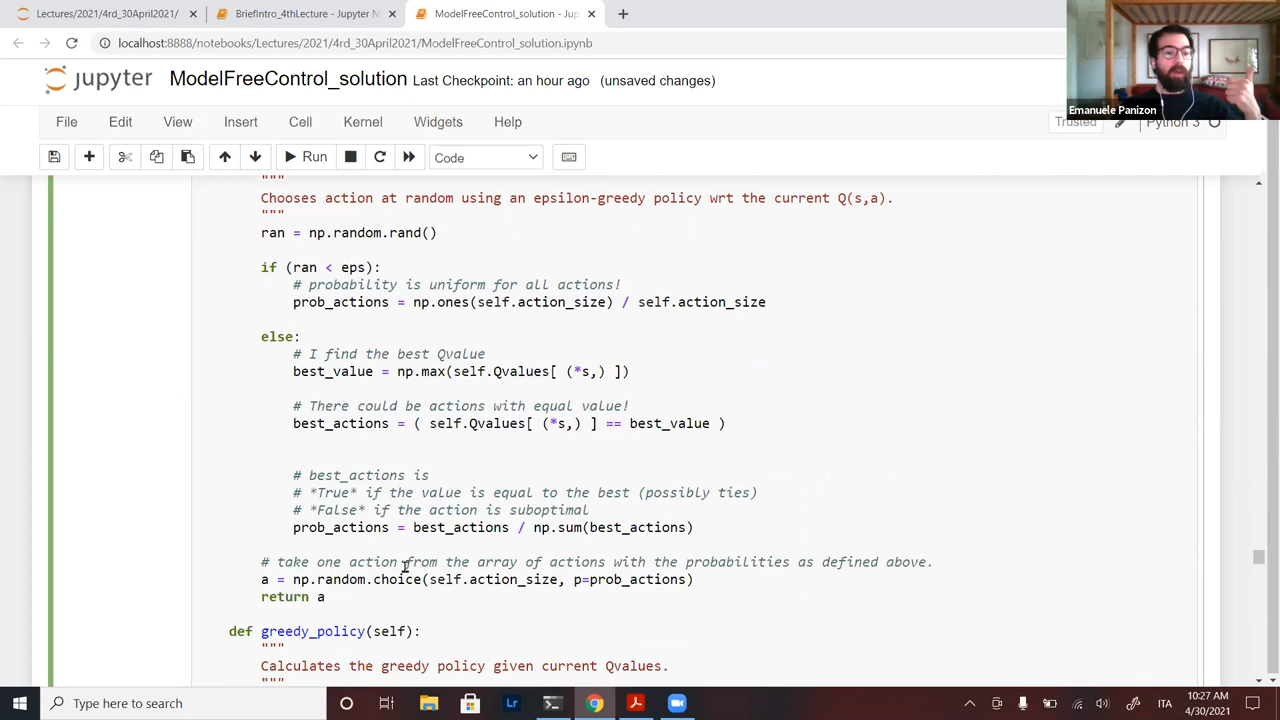 Lectures/2021/4rd_30April2021/
BriefIntro_4thLecture - Jupyter N
ModelFreeControl_solution - Jup
localhost:8888/notebooks/Lectures/2021/4rd_30April2021/ModelFreeControl_solution.ipynb
jupyter ModelFreeControl_solution Last Checkpoint: an hour ago (unsaved changes)
Emanuele Panizon
File Edit View Insert Cell Kernel Widgets Help
Trusted Python 3
Run Code
"""
Chooses action at random using an epsilon-greedy policy wrt the current Q(s,a).
"""
ran = np.random.rand()
if (ran < eps):
# probability is uniform for all actions!
prob_actions = np.ones(self.action_size) / self.action_size
else:
# I find the best Qvalue
best_value = np.max(self.Qvalues[ (*s,) ])
# There could be actions with equal value!
best_actions = ( self.Qvalues[ (*s,) ] == best_value )
# best_actions is
# *True* if the value is equal to the best (possibly ties)
# *False* if the action is suboptimal
prob_actions = best_actions / np.sum(best_actions)
# take one action from the array of actions with the probabilities as defined above.
a = np.random.choice(self.action_size, p=prob_actions)
return a
def greedy_policy(self):
"""
Calculates the greedy policy given current Qvalues.
"""
Type here to search
ITA
10:27 AM
4/30/2021